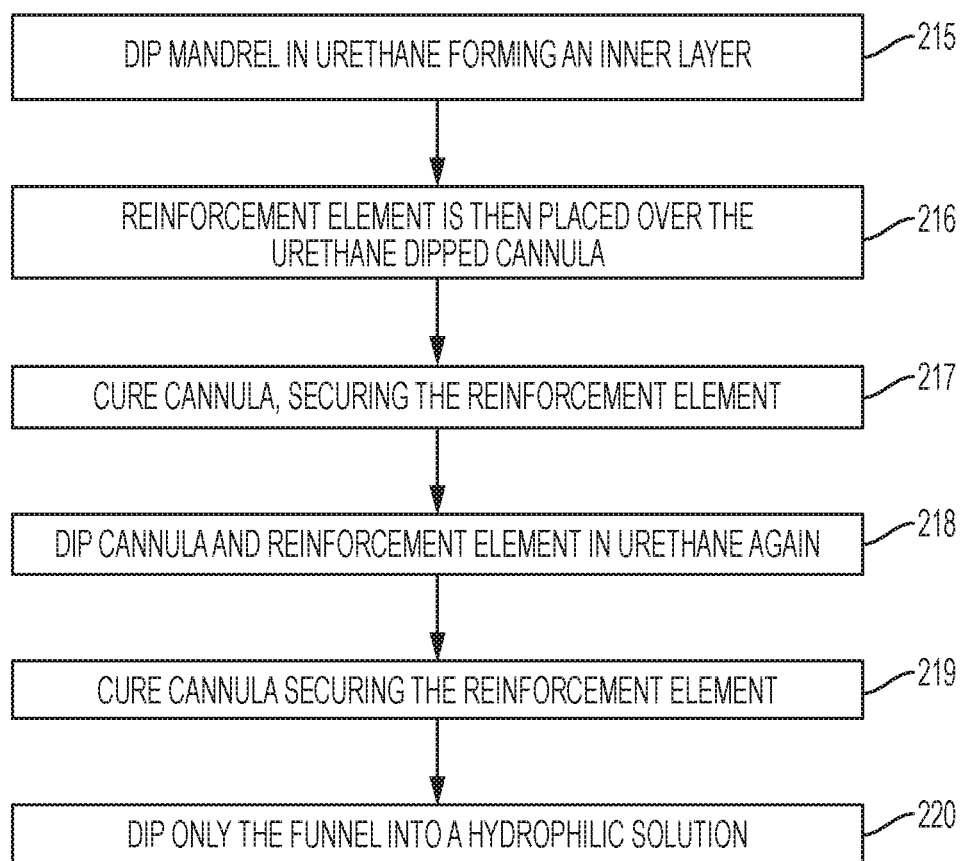 DIP MANDREL IN URETHANE FORMING AN INNER LAYER
215
REINFORCEMENT ELEMENT IS THEN PLACED OVER THE
URETHANE DIPPED CANNULA
216
CURE CANNULA, SECURING THE REINFORCEMENT ELEMENT
217
DIP CANNULA AND REINFORCEMENT ELEMENT IN URETHANE AGAIN
218
CURE CANNULA SECURING THE REINFORCEMENT ELEMENT
219
DIP ONLY THE FUNNEL INTO A HYDROPHILIC SOLUTION
220